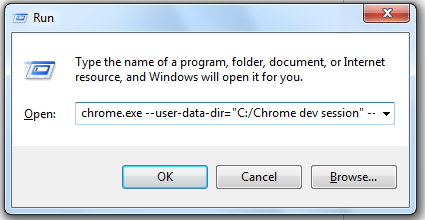 Run
Type the name of a program, folder, document, or Internet
resource, and Windows will open it for you.
Open: chrome.exe --user-data-dir="C:/Chrome dev session" --
OK Cancel Browse...